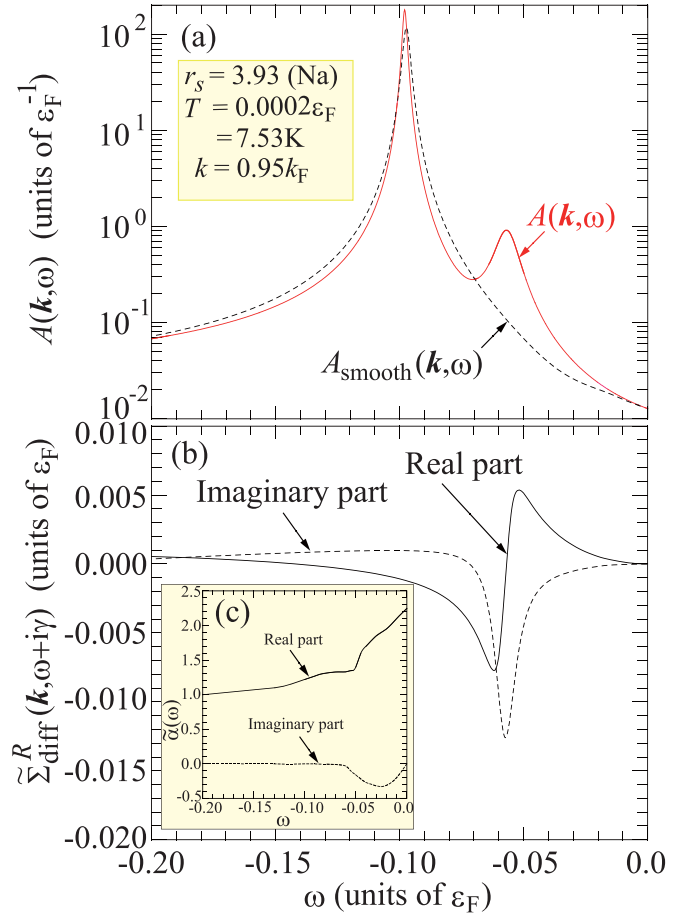 (a)
r_s = 3.93 (Na)
T = 0.0002ε_F
= 7.53K
k = 0.95k_F
A(k,ω) (units of ε_F^-1)
10^2
10^1
10^0
10^-1
10^-2
A(k,ω)
A_smooth(k,ω)
(b)
Real part
Imaginary part
Σ̃^R_diff(k,ω+iγ) (units of ε_F)
0.010
0.005
0.000
-0.005
-0.010
-0.015
-0.020
(c)
Real part
Imaginary part
α̃(ω)
2.5
2.0
1.5
1.0
0.5
0.0
-0.5
-0.20 -0.15 -0.10 -0.05 0.0
ω
-0.20 -0.15 -0.10 -0.05 0.0
ω (units of ε_F)